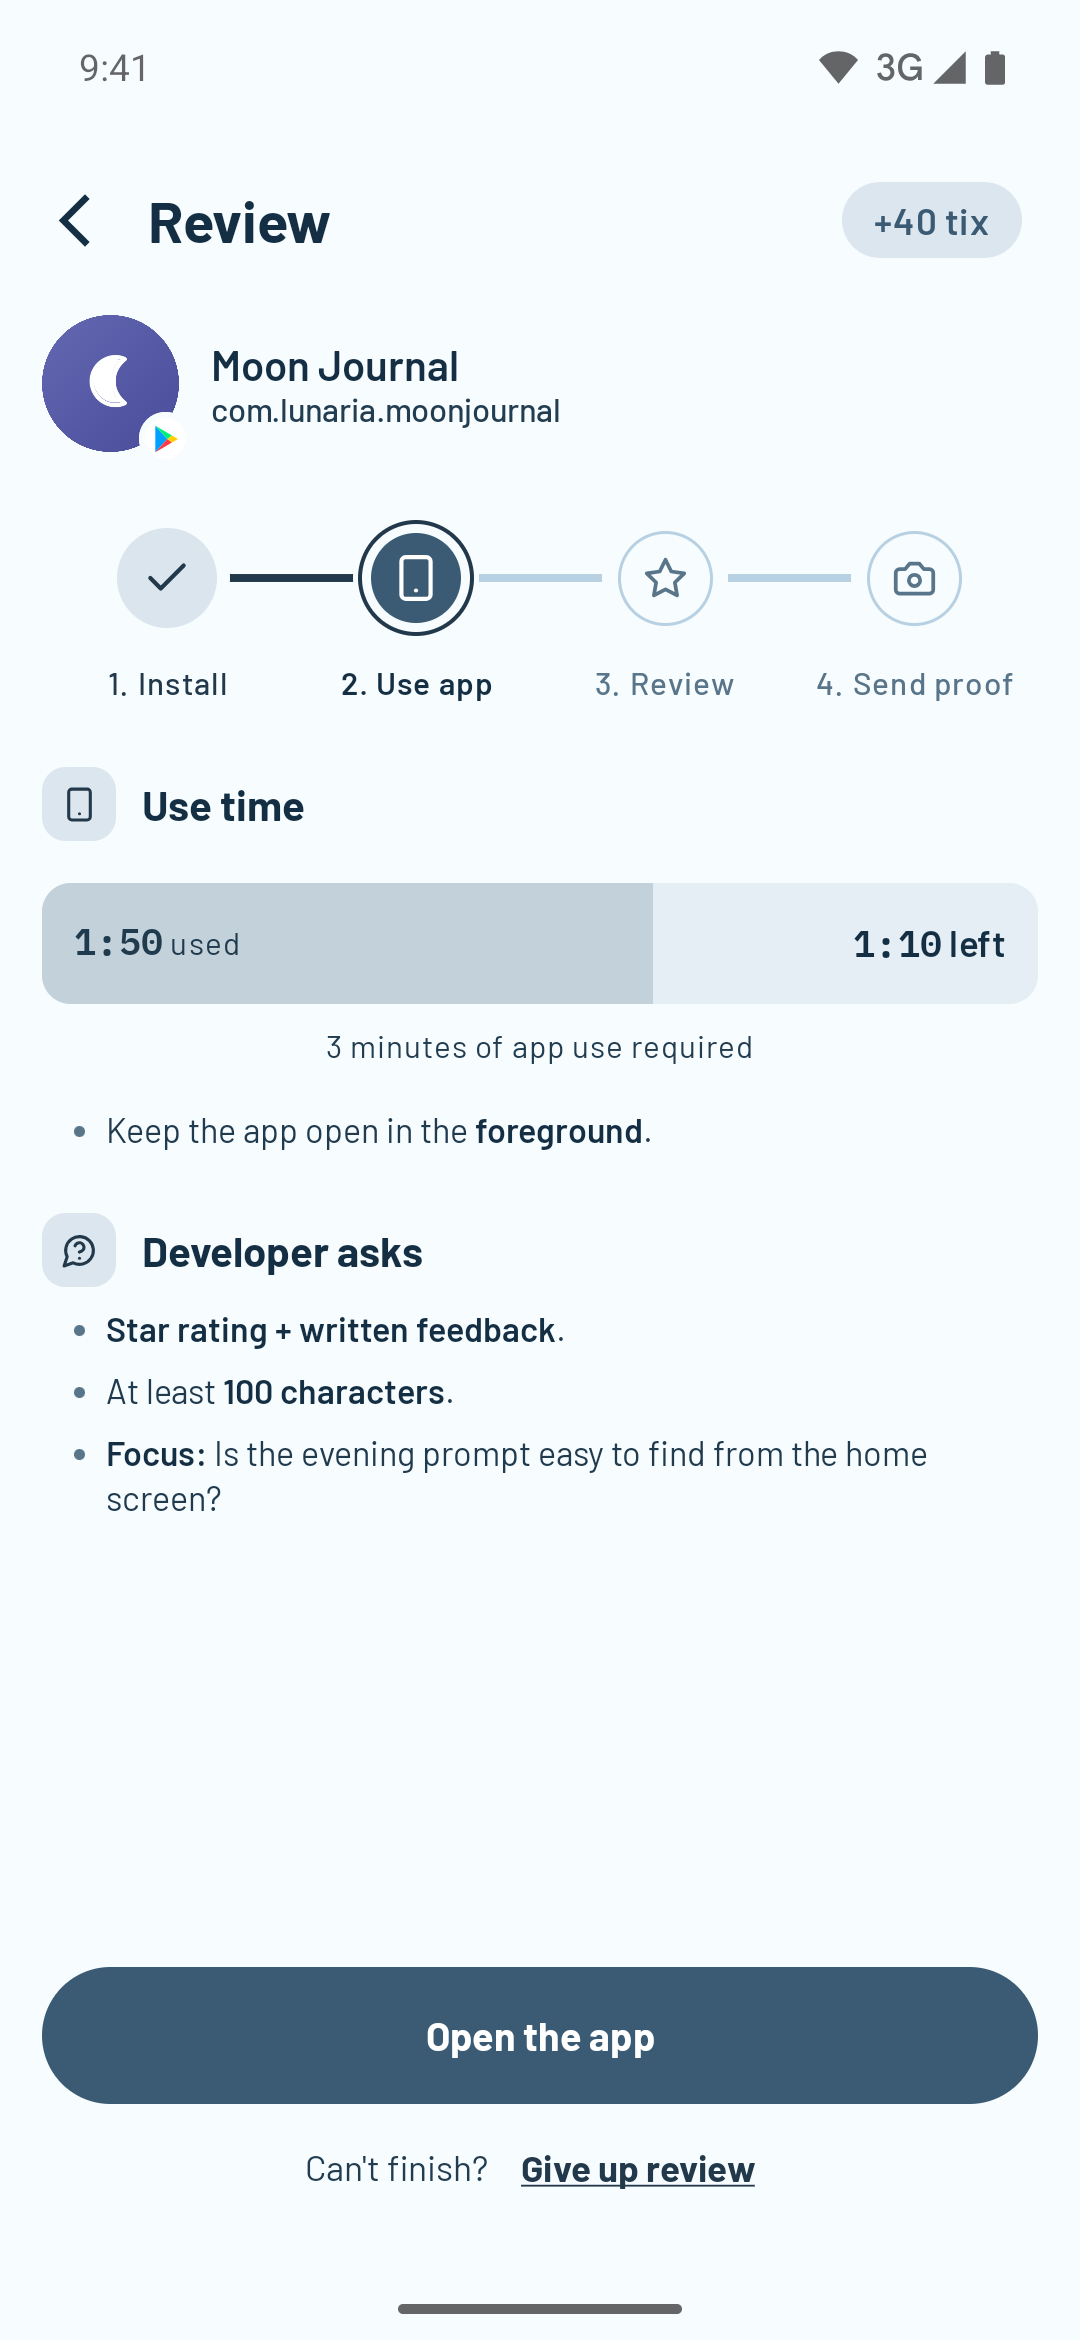 9:41
3G
Review
+40 tix
Moon Journal
com.lunaria.moonjournal
1. Install
2. Use app
3. Review
4. Send proof
Use time
1:50 used
1:10 left
3 minutes of app use required
Keep the app open in the foreground.
Developer asks
Star rating + written feedback.
At least 100 characters.
Focus: Is the evening prompt easy to find from the home
screen?
Open the app
Can't finish? Give up review